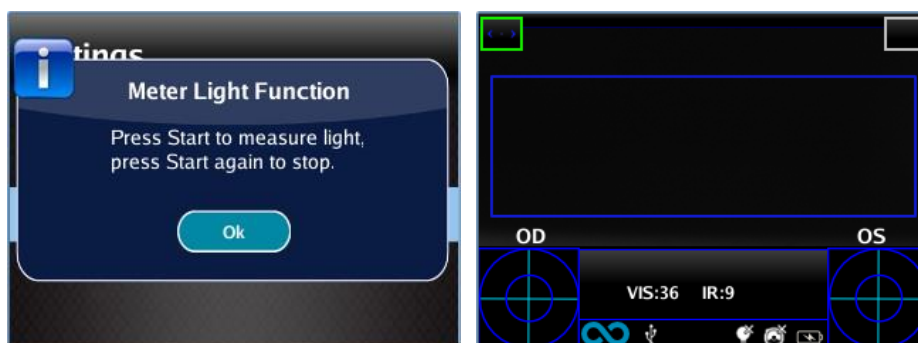 tings
Meter Light Function
Press Start to measure light,
press Start again to stop.
Ok
OD OS
VIS:36 IR:9